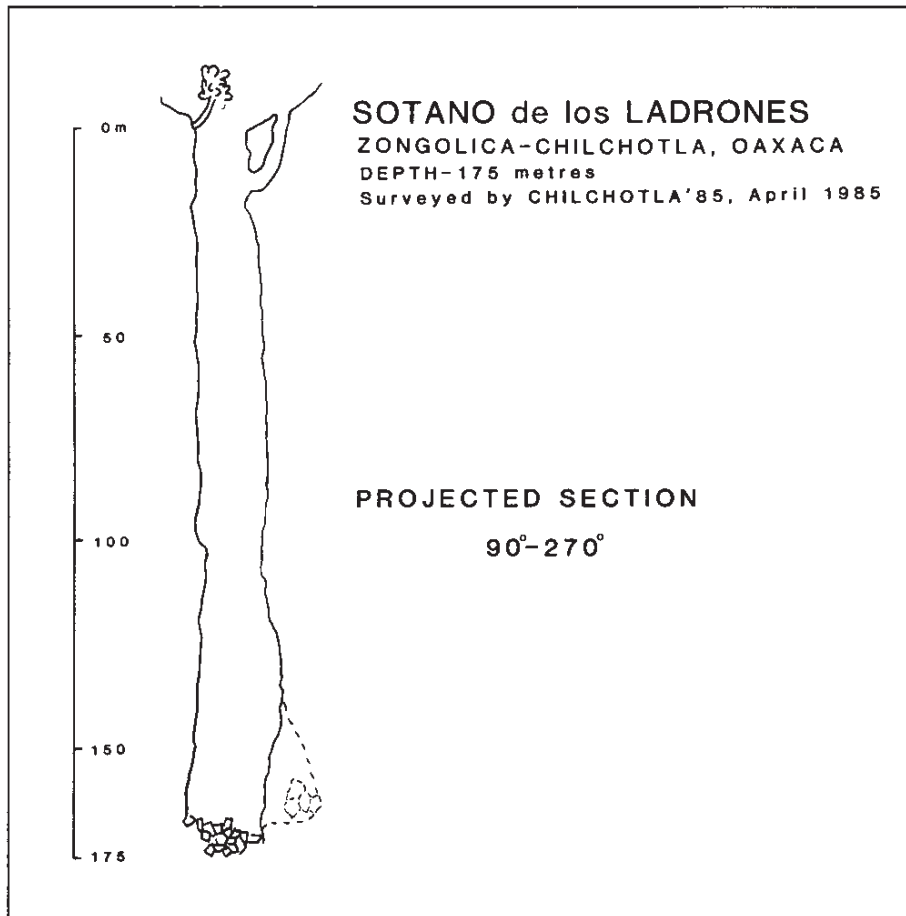 SOTANO de los LADRONES
ZONGOLICA-CHILCHOTLA, OAXACA
DEPTH-175 metres
Surveyed by CHILCHOTLA'85, April 1985
0m
50
PROJECTED SECTION
90°-270°
100
150
175